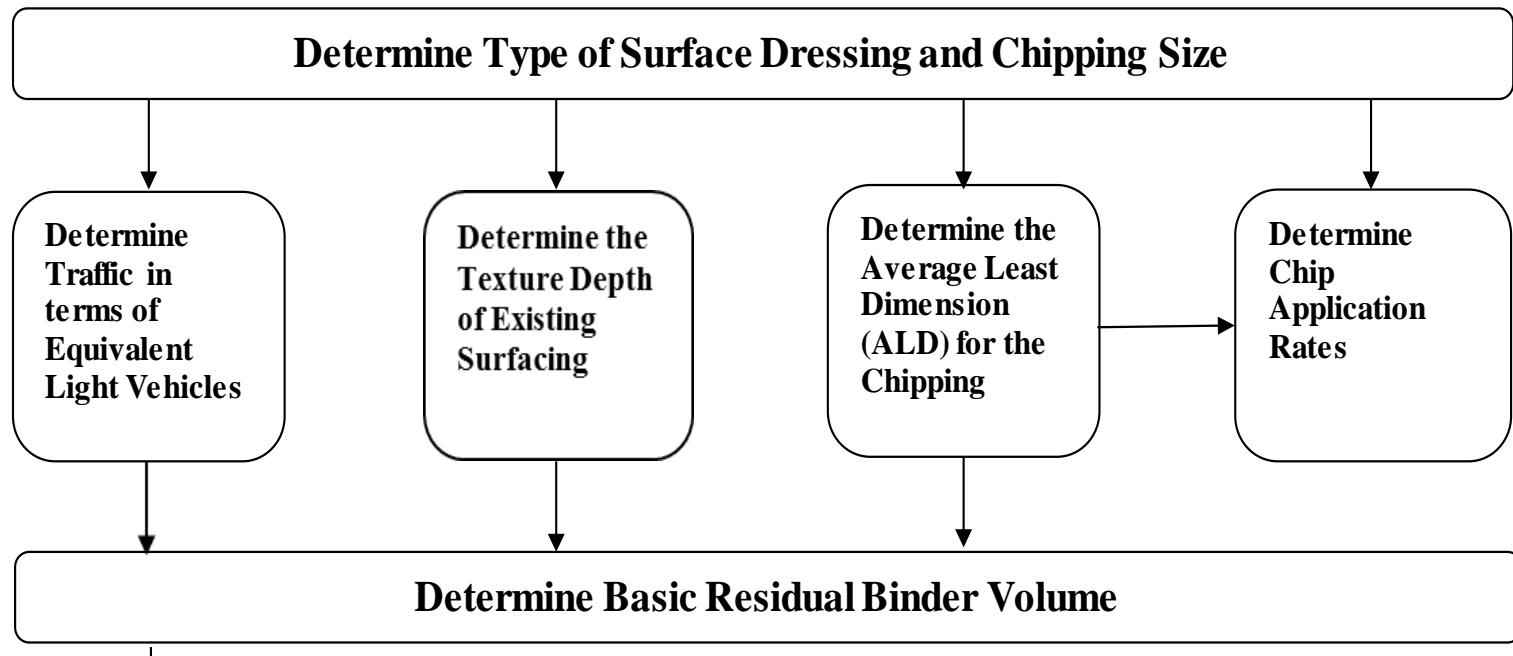 Determine Type of Surface Dressing and Chipping Size
Determine
Traffic in
terms of
Equivalent
Light Vehicles
Determine the
Texture Depth
of Existing
Surfacing
Determine the
Average Least
Dimension
(ALD) for the
Chipping
Determine
Chip
Application
Rates
Determine Basic Residual Binder Volume